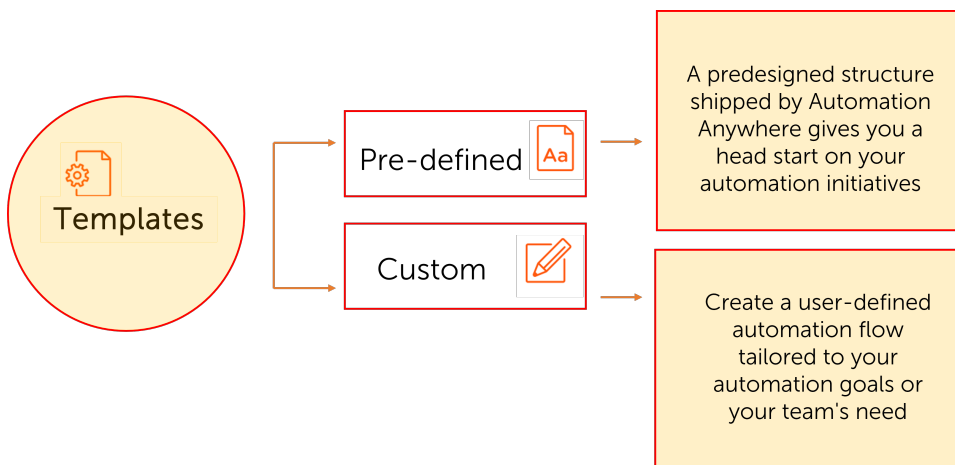 Templates
Pre-defined
Aa
A predesigned structure
shipped by Automation
Anywhere gives you a
head start on your
automation initiatives
Custom
Create a user-defined
automation flow
tailored to your
automation goals or
your team's need